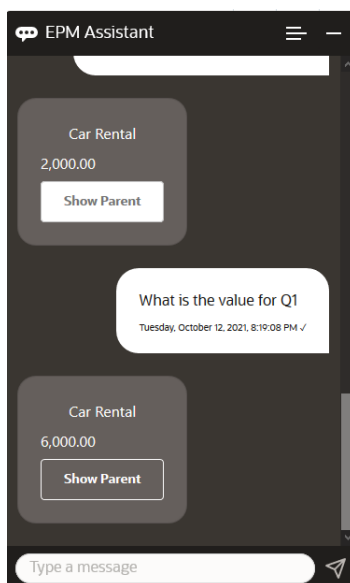 EPM Assistant
Car Rental
2,000.00
Show Parent
What is the value for Q1
Tuesday, October 12, 2021, 8:19:08 PM ✓
Car Rental
6,000.00
Show Parent
Type a message